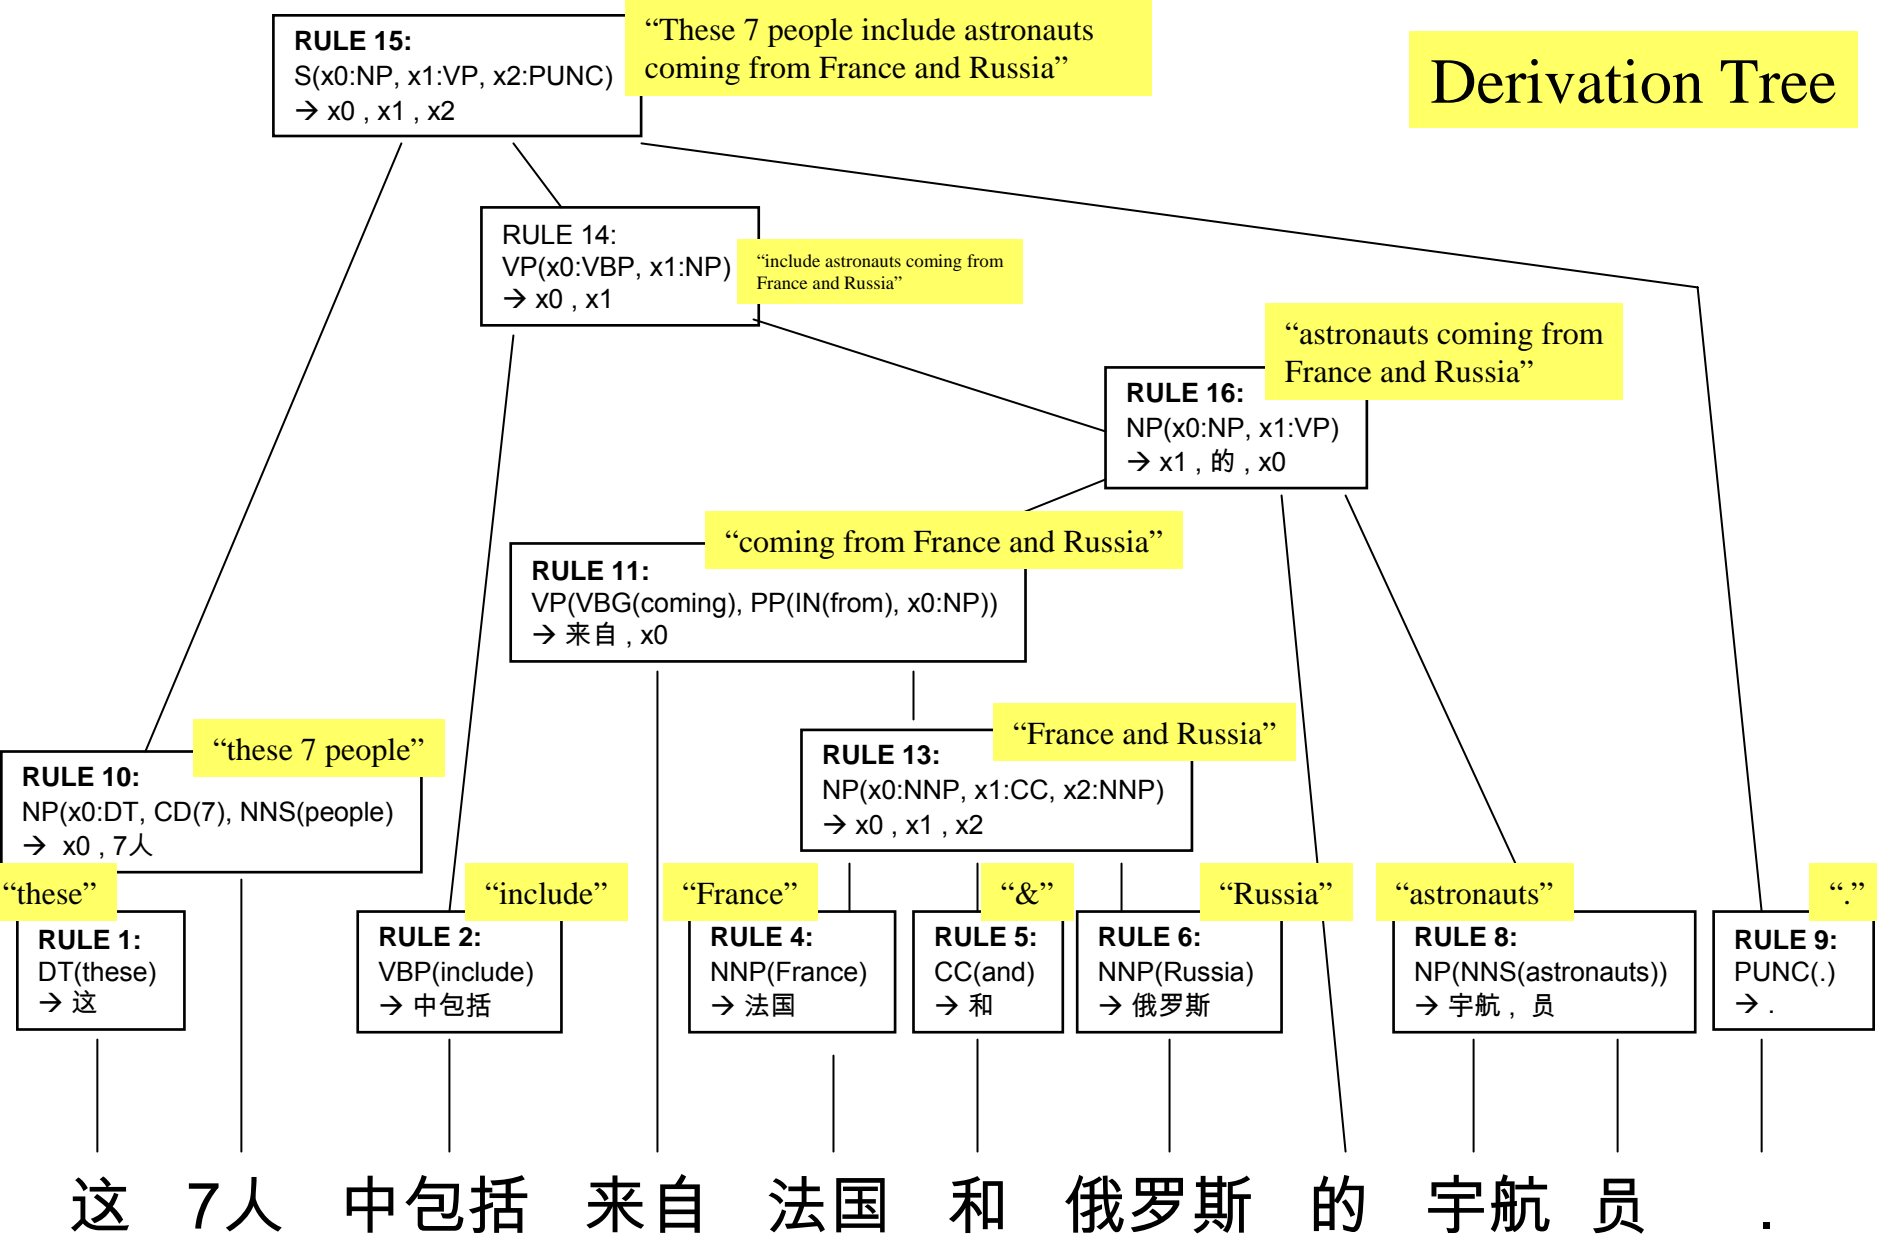 “These 7 people include astronauts
coming from France and Russia”
Derivation Tree
RULE 15:
S(x0:NP, x1:VP, x2:PUNC)
→ x0 , x1 , x2
RULE 14:
VP(x0:VBP, x1:NP)
→ x0 , x1
“include astronauts coming from
France and Russia”
“astronauts coming from
France and Russia”
RULE 16:
NP(x0:NP, x1:VP)
→ x1 , 的 , x0
“coming from France and Russia”
RULE 11:
VP(VBG(coming), PP(IN(from), x0:NP))
→ 来自 , x0
“these 7 people”
RULE 10:
NP(x0:DT, CD(7), NNS(people)
→ x0 , 7人
“France and Russia”
RULE 13:
NP(x0:NNP, x1:CC, x2:NNP)
→ x0 , x1 , x2
“these”
RULE 1:
DT(these)
→ 这
“include”
RULE 2:
VBP(include)
→ 中包括
“France”
RULE 4:
NNP(France)
→ 法国
“&”
RULE 5:
CC(and)
→ 和
“Russia”
RULE 6:
NNP(Russia)
→ 俄罗斯
“astronauts”
RULE 8:
NP(NNS(astronauts))
→ 宇航 , 员
“.”
RULE 9:
PUNC(.)
→ .
这 7人 中包括 来自 法国 和 俄罗斯 的 宇航 员 .